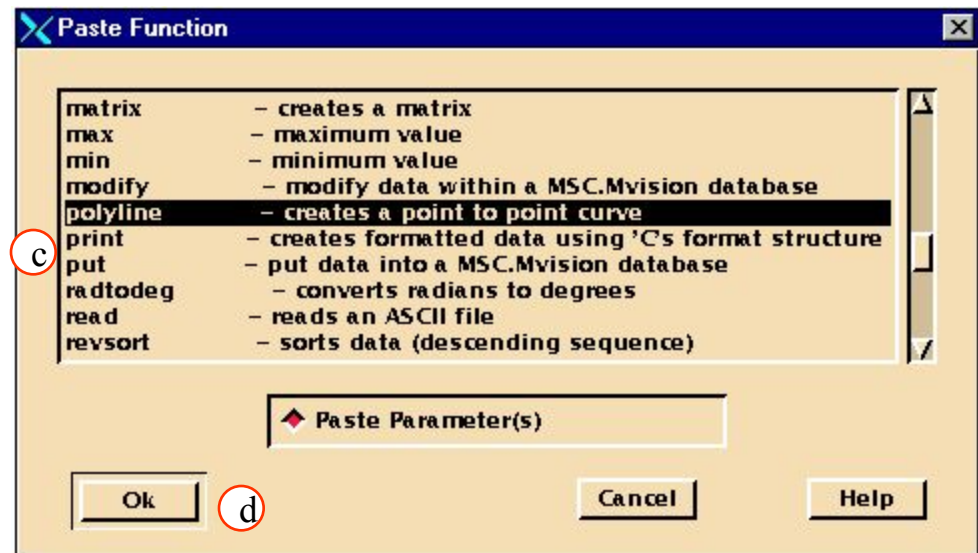 Paste Function
matrix – creates a matrix
max – maximum value
min – minimum value
modify – modify data within a MSC.Mvision database
polyline – creates a point to point curve
print – creates formatted data using 'C's format structure
c
put – put data into a MSC.Mvision database
radtodeg – converts radians to degrees
read – reads an ASCII file
revsort – sorts data (descending sequence)
Paste Parameter(s)
Ok d Cancel Help